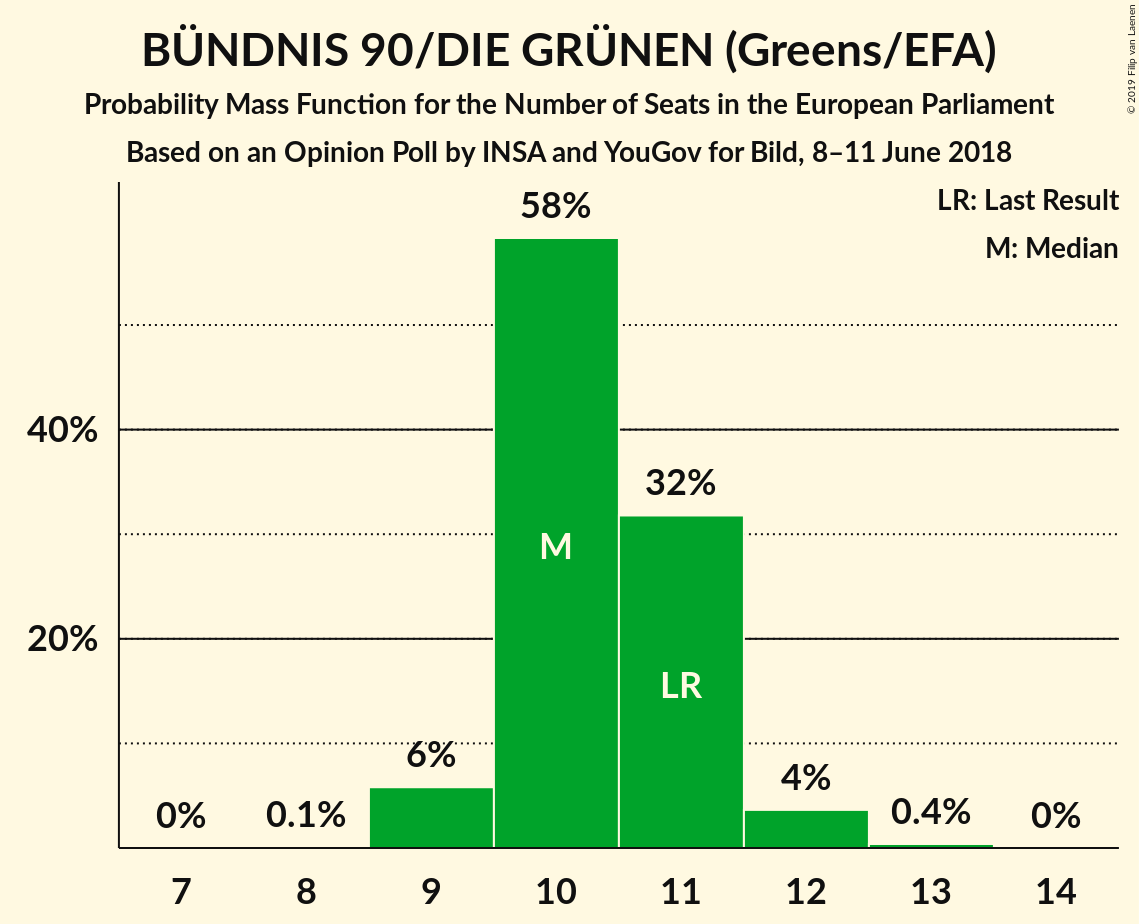 BÜNDNIS 90/DIE GRÜNEN (Greens/EFA)
Probability Mass Function for the Number of Seats in the European Parliament
Based on an Opinion Poll by INSA and YouGov for Bild, 8–11 June 2018
© 2019 Filip van Laenen
LR: Last Result
M: Median
58%
40%
32%
M
20%
LR
6%
4%
0%
0.1%
0.4%
0%
7 8 9 10 11 12 13 14